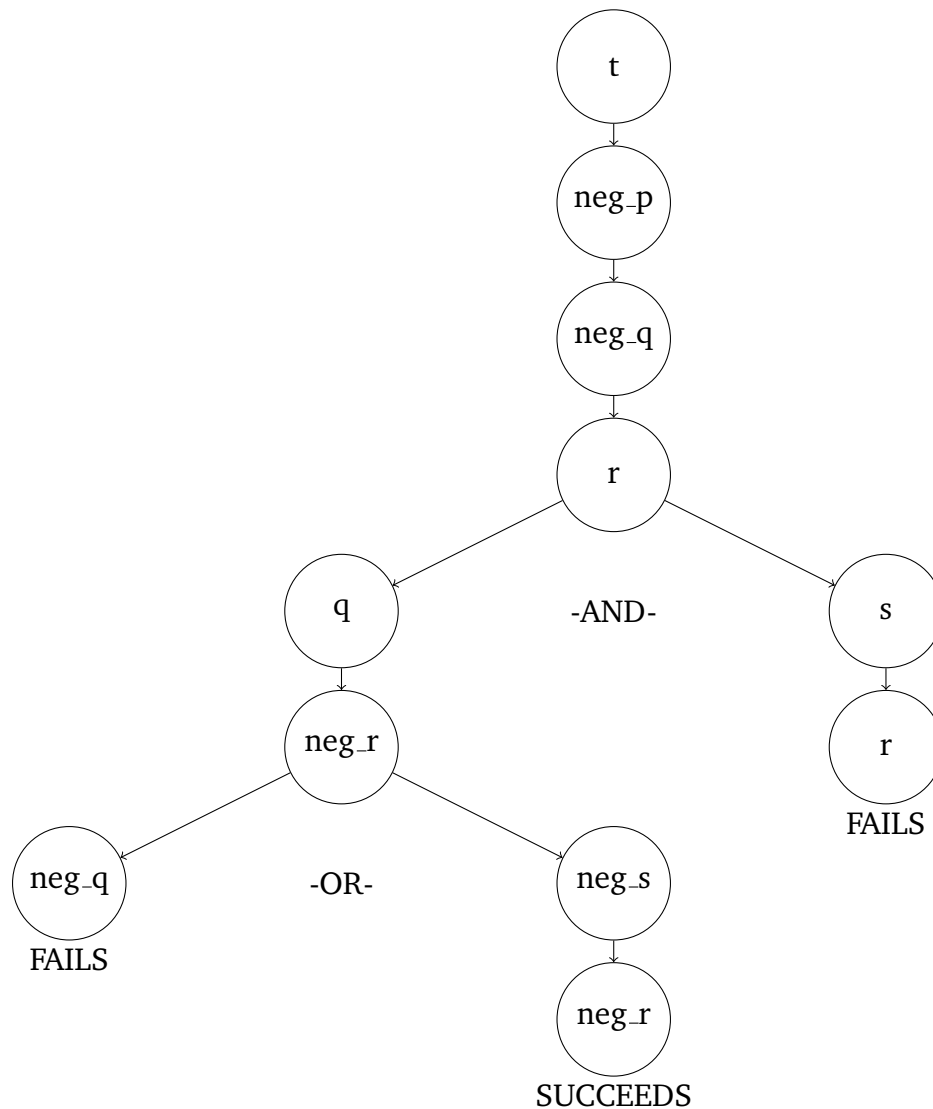 t
neg_p
neg_q
r
q
-AND-
s
neg_r
r
FAILS
neg_q
-OR-
neg_s
FAILS
neg_r
SUCCEEDS